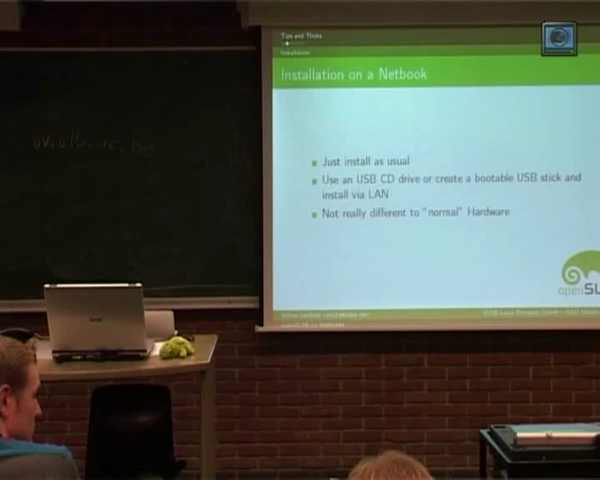 Tips and Tricks
Installation
Installation on a Netbook
Just install as usual
Use an USB CD drive or create a bootable USB stick and
install via LAN
Not really different to "normal" Hardware
openSU